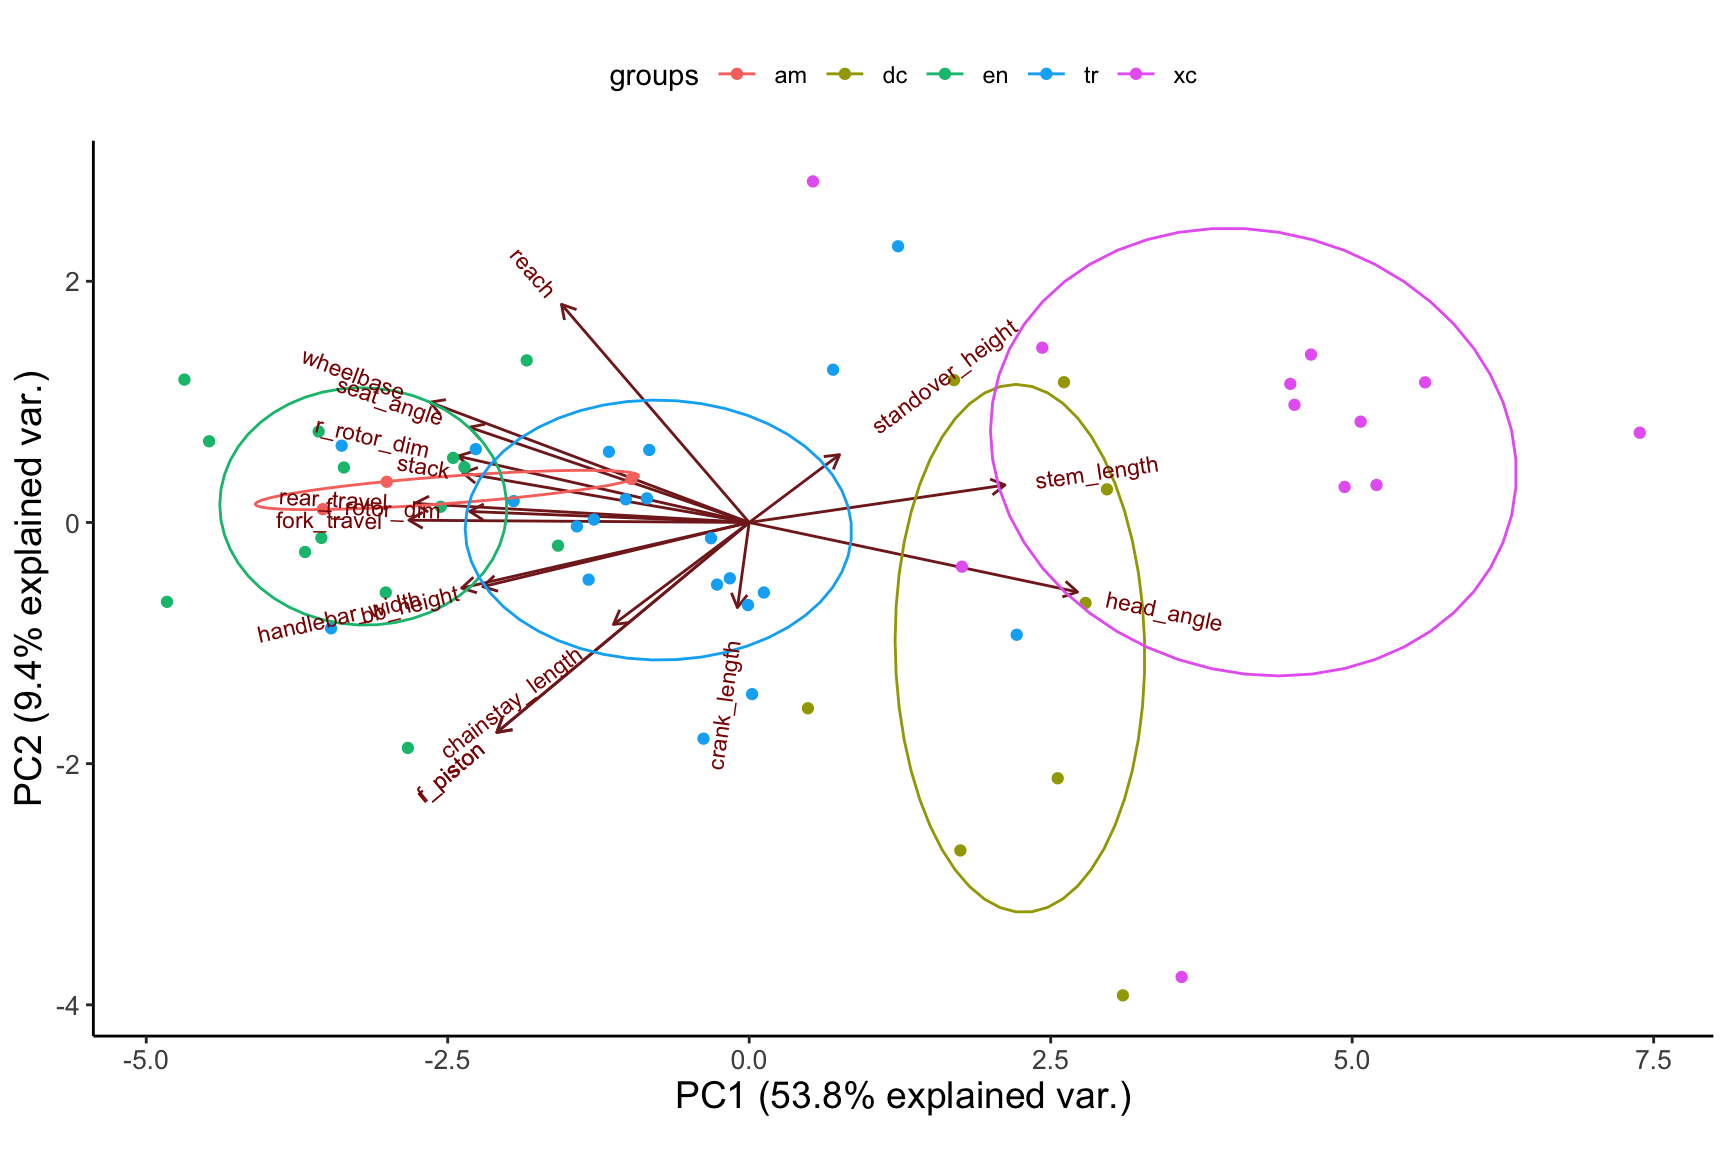 groups am dc en tr xc
PC2 (9.4% explained var.)
2
0
-2
-4
reach
wheelbase
seat_angle
r_rotor_dim
stack
rear_travel
f_rotor_dim
fork_travel
handlebar_width
bb_height
chainstay_length
f_piston
crank_length
standover_height
stem_length
head_angle
-5.0 -2.5 0.0 2.5 5.0 7.5
PC1 (53.8% explained var.)